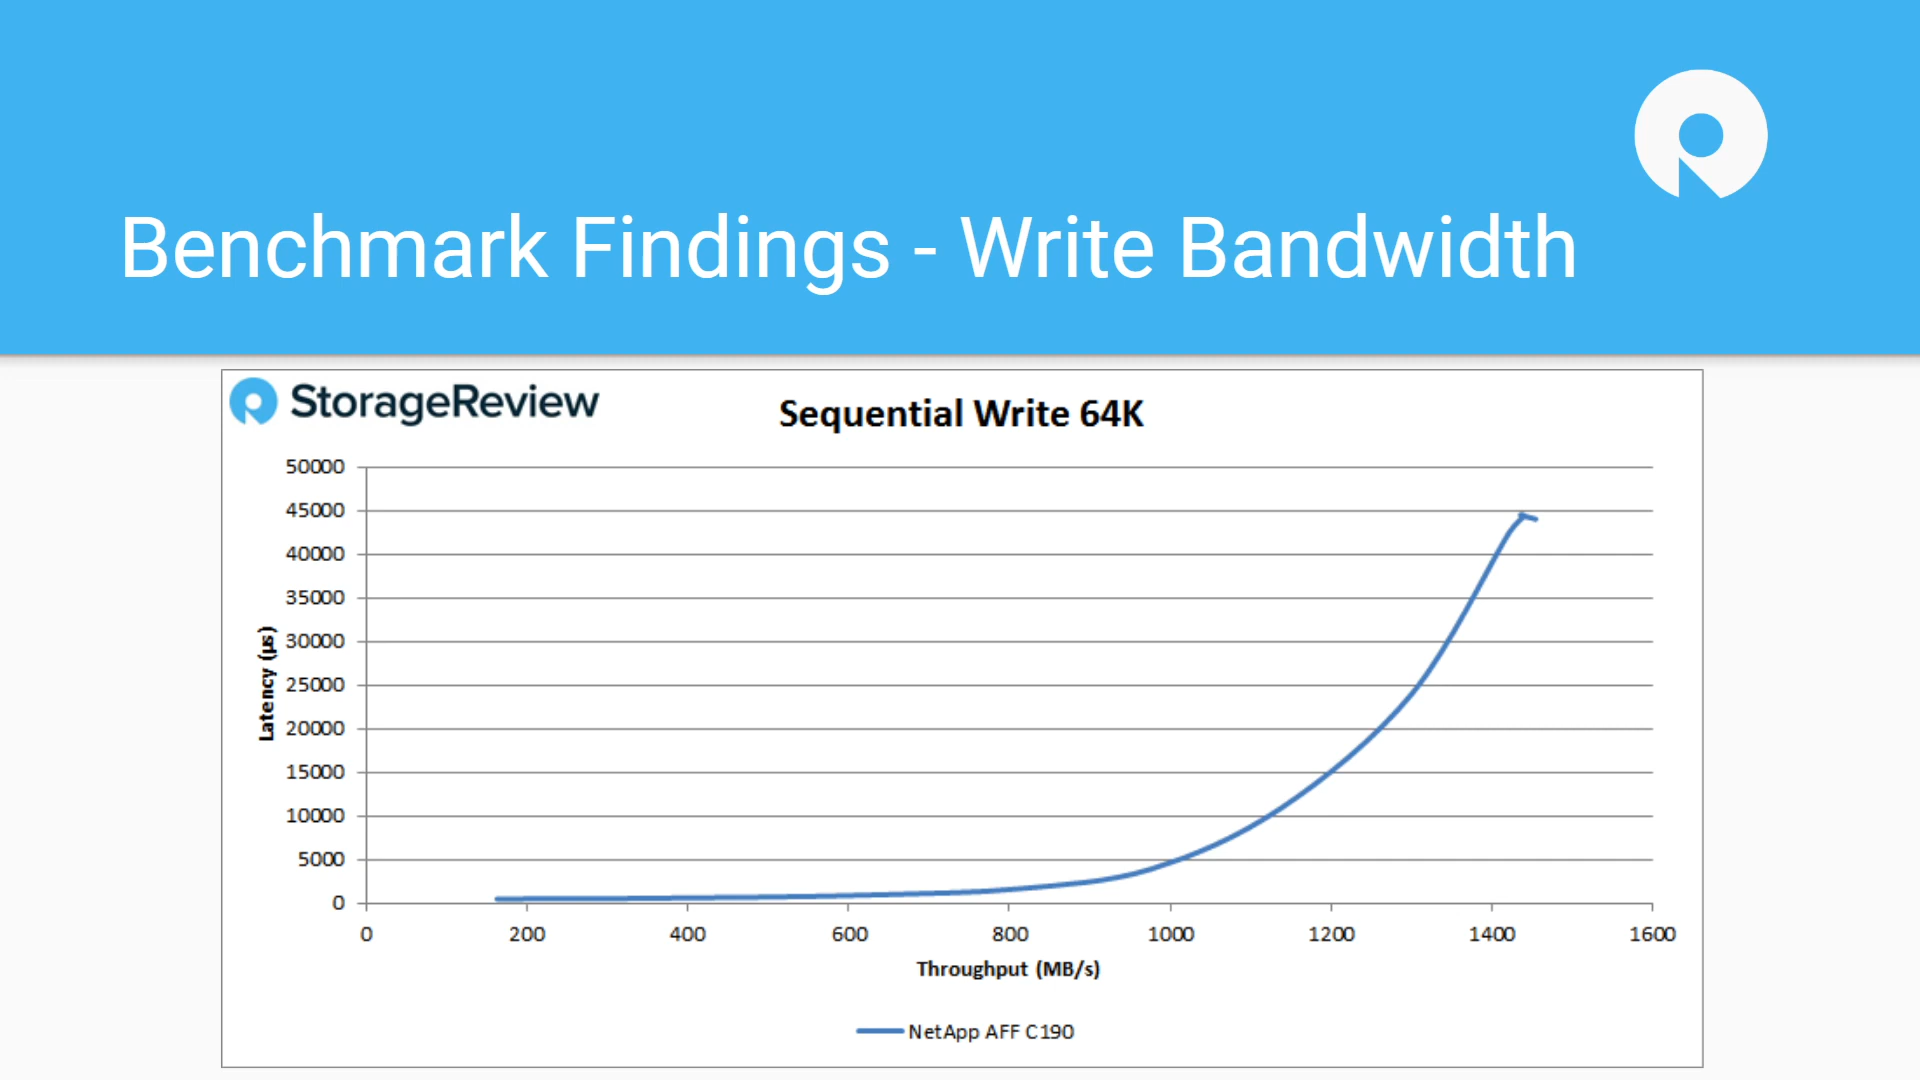 Benchmark Findings - Write Bandwidth
StorageReview
Sequential Write 64K
50000
45000
40000
35000
30000
25000
20000
15000
10000
5000
0
Latency (µs)
0 200 400 600 800 1000 1200 1400 1600
Throughput (MB/s)
NetApp AFF C190